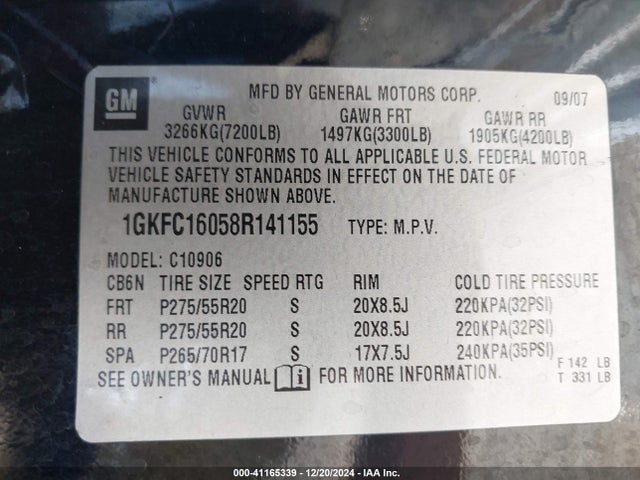 GM
MFD BY GENERAL MOTORS CORP. 09/07
GVWR GAWR FRT GAWR RR
3266KG(7200LB) 1497KG(3300LB) 1905KG(4200LB)
THIS VEHICLE CONFORMS TO ALL APPLICABLE U.S. FEDERAL MOTOR
VEHICLE SAFETY STANDARDS IN EFFECT ON THE DATE OF
MANUFACTURE SHOWN ABOVE.
1GKFC16058R141155 TYPE: M.P.V.
MODEL: C10906
CB6N TIRE SIZE SPEED RTG RIM COLD TIRE PRESSURE
FRT P275/55R20 S 20X8.5J 220KPA(32PSI)
RR P275/55R20 S 20X8.5J 220KPA(32PSI)
SPA P265/70R17 S 17X7.5J 240KPA(35PSI)
F 142 LB
SEE OWNER'S MANUAL i FOR MORE INFORMATION. T 331 LB
000-41165339 - 12/20/2024 - IAA Inc.